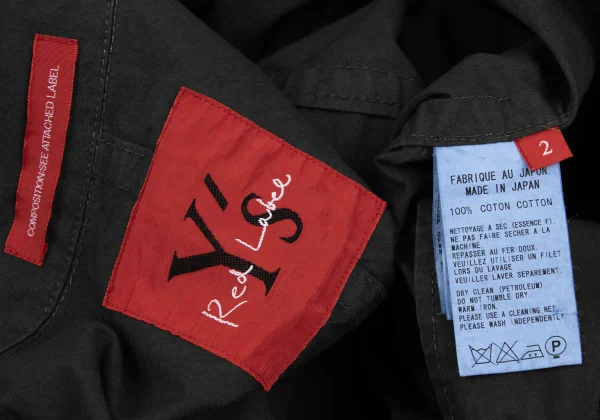 COMPOSITION:SEE ATTACHED LABEL
Y's
Red Label
2
FABRIQUE AU JAPON
MADE IN JAPAN
100% COTON COTTON
NETTOYAGE A SEC (ESSENCE F).
NE PAS FAIRE SECHER A LA
MACHINE.
REPASSER AU FER DOUX.
VEUILLEZ UTILISER UN FILET
LORS DU LAVAGE
VEUILLER LAVER SEPAREMENT.
DRY CLEAN (PETROLEUM)
DO NOT TUMBLE DRY.
WARM IRON.
PLEASE USE A CLEANING NET.
PLEASE WASH INDEPENDENTLY.
P